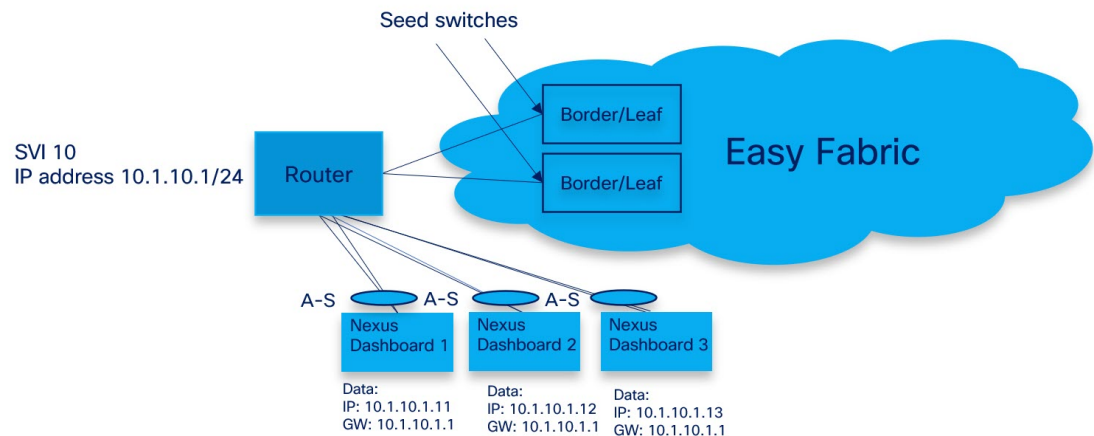 Seed switches
Border/Leaf
Easy Fabric
Border/Leaf
SVI 10
IP address 10.1.10.1/24
Router
A-S
A-S
A-S
Nexus
Dashboard 1
Nexus
Dashboard 2
Nexus
Dashboard 3
Data:
IP: 10.1.10.1.11
GW: 10.1.10.1.1
Data:
IP: 10.1.10.1.12
GW: 10.1.10.1.1
Data:
IP: 10.1.10.1.13
GW: 10.1.10.1.1